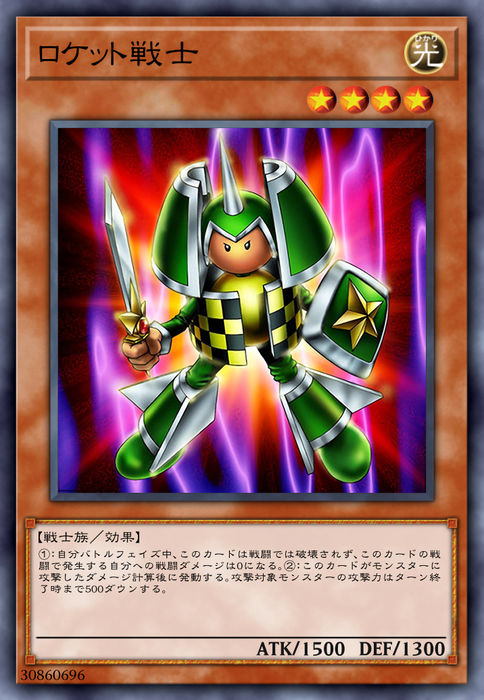 ロケット戦士
ひかり
光
【戦士族／効果】
①：自分バトルフェイズ中、このカードは戦闘では破壊されず、このカードの戦
闘で発生する自分への戦闘ダメージは0になる。②：このカードがモンスターに
攻撃したダメージ計算後に発動する。攻撃対象モンスターの攻撃力はターン終
了時まで500ダウンする。
ATK/1500 DEF/1300
30860696